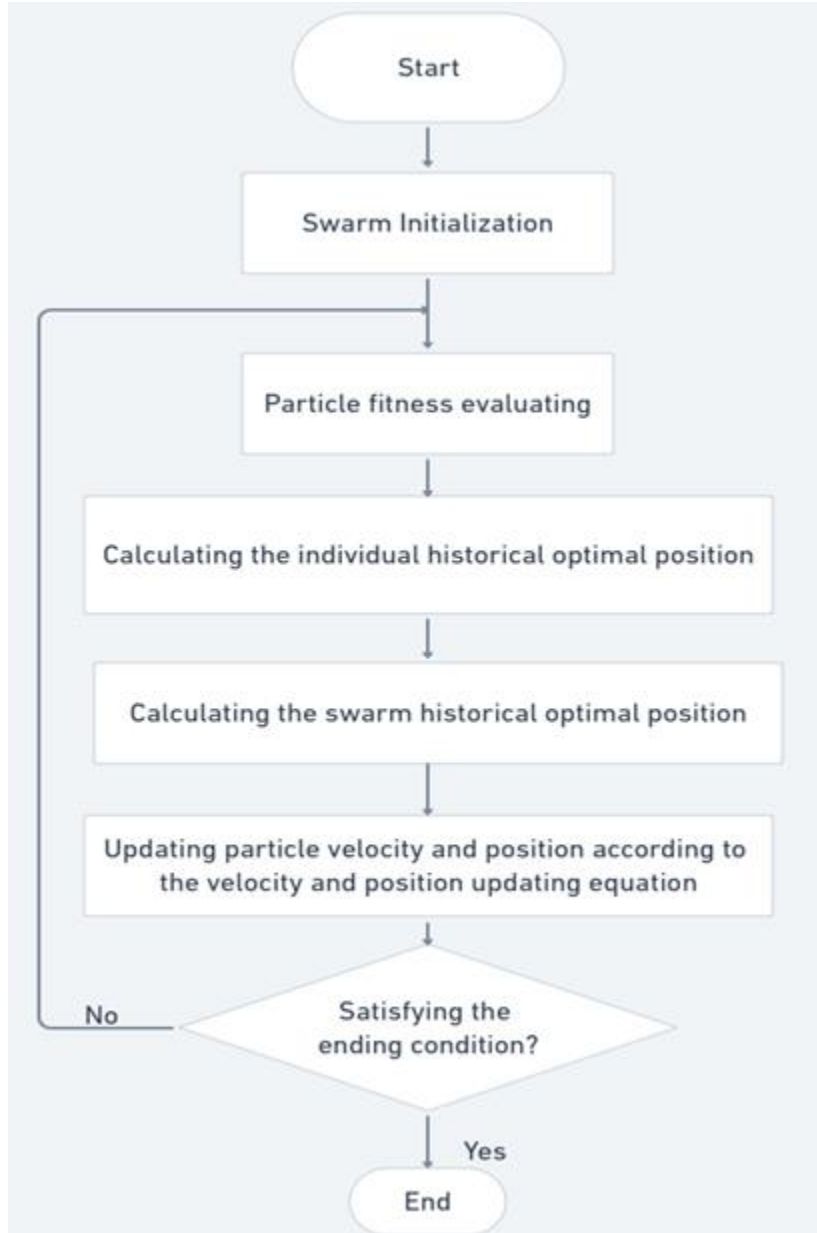 Start
Swarm Initialization
Particle fitness evaluating
Calculating the individual historical optimal position
Calculating the swarm historical optimal position
Updating particle velocity and position according to
the velocity and position updating equation
Satisfying the
ending condition?
No
Yes
End